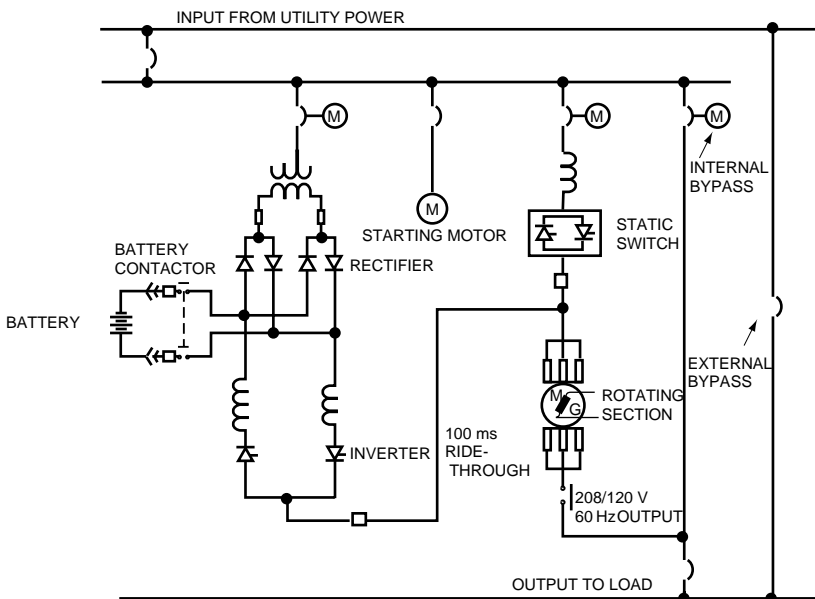 INPUT FROM UTILITY POWER
M
M
M
INTERNAL
BYPASS
M
STARTING MOTOR
STATIC
SWITCH
BATTERY
CONTACTOR
RECTIFIER
BATTERY
EXTERNAL
BYPASS
M
G
ROTATING
SECTION
100 ms
RIDE-
THROUGH
INVERTER
208/120 V
60 Hz OUTPUT
OUTPUT TO LOAD